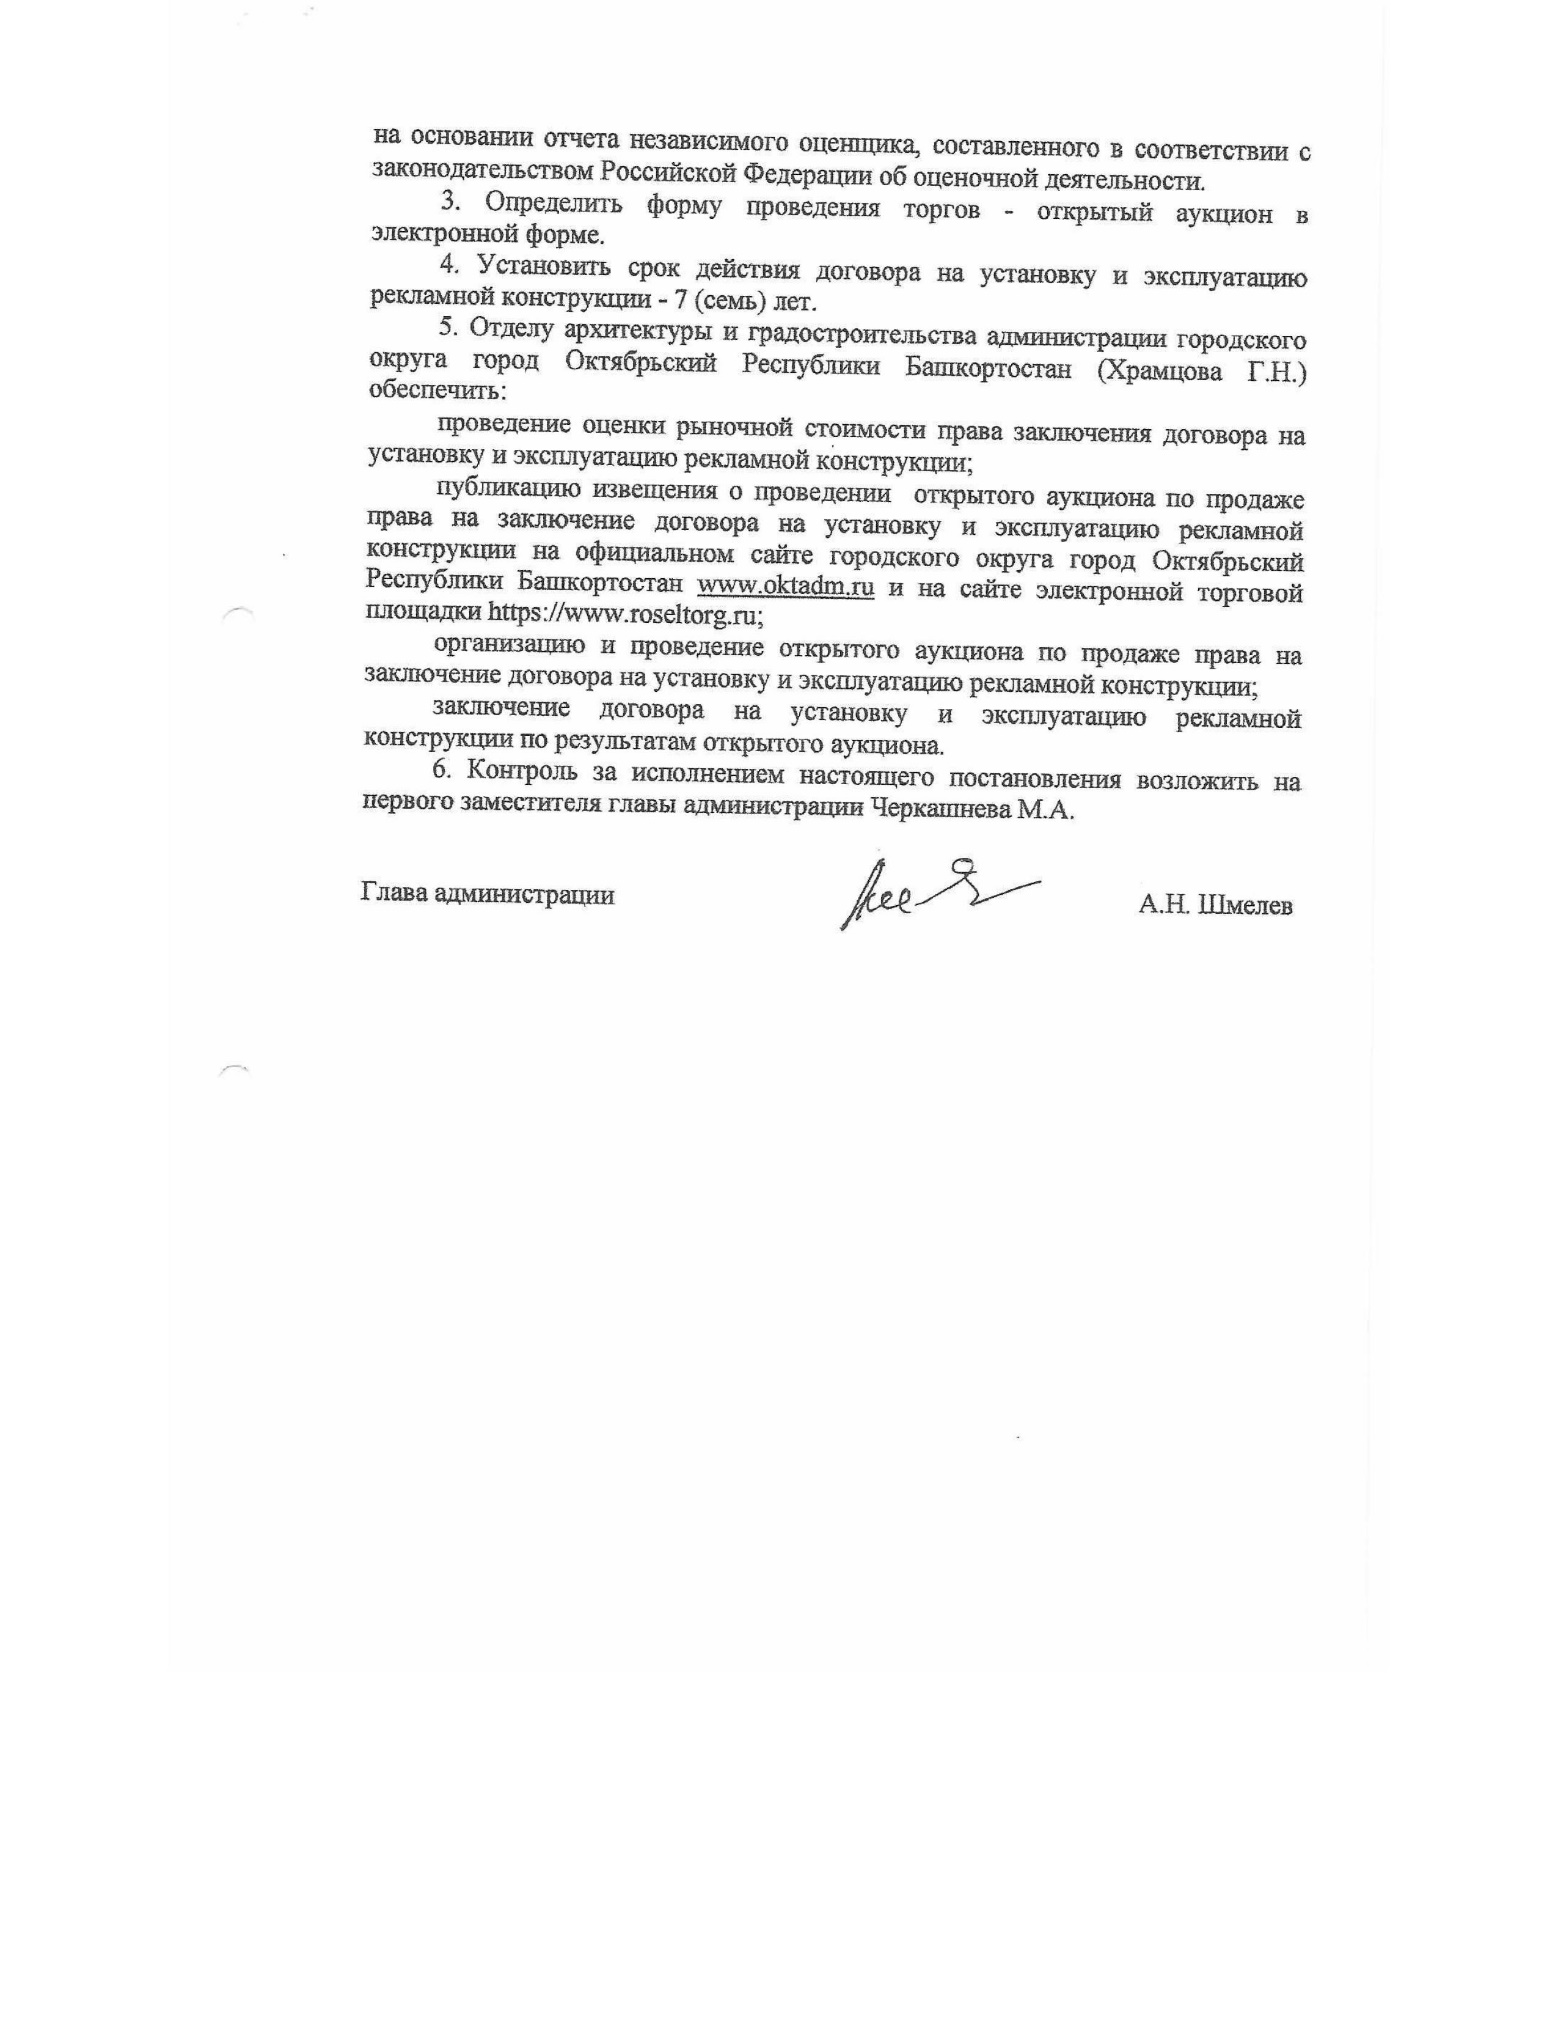 на основании отчета независимого оценщика, составленного в соответствии с
законодательством Российской Федерации об оценочной деятельности.
3. Определить форму проведения торгов - открытый аукцион в
электронной форме.
4. Установить срок действия договора на установку и эксплуатацию
рекламной конструкции - 7 (семь) лет.
5. Отделу архитектуры и градостроительства администрации городского
округа город Октябрьский Республики Башкортостан (Храмцова Г.Н.)
обеспечить:
проведение оценки рыночной стоимости права заключения договора на
установку и эксплуатацию рекламной конструкции;
публикацию извещения о проведении открытого аукциона по продаже
права на заключение договора на установку и эксплуатацию рекламной
конструкции на официальном сайте городского округа город Октябрьский
Республики Башкортостан www.oktadm.ru и на сайте электронной торговой
площадки https://www.roseltorg.ru;
организацию и проведение открытого аукциона по продаже права на
заключение договора на установку и эксплуатацию рекламной конструкции;
заключение договора на установку и эксплуатацию рекламной
конструкции по результатам открытого аукциона.
6. Контроль за исполнением настоящего постановления возложить на
первого заместителя главы администрации Черкашнева М.А.
Глава администрации А.Н. Шмелев